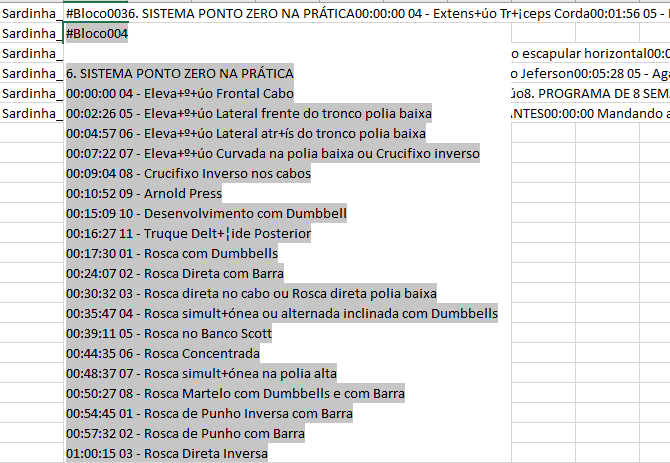 Sardinha_ #Bloco0036. SISTEMA PONTO ZERO NA PRÁTICA00:00:00 04 - Extens+úo Tr+¡ceps Corda00:01:56 05 -
Sardinha_ #Bloco004
Sardinha_ o escapular horizontal00:0
Sardinha_ 6. SISTEMA PONTO ZERO NA PRÁTICA o Jeferson00:05:28 05 - Aga
Sardinha_ 00:00:00 04 - Eleva+º+úo Frontal Cabo úo8. PROGRAMA DE 8 SEMA
Sardinha_ 00:02:26 05 - Eleva+º+úo Lateral frente do tronco polia baixa ANTES00:00:00 Mandando a
00:04:57 06 - Eleva+º+úo Lateral atr+ís do tronco polia baixa
00:07:22 07 - Eleva+º+úo Curvada na polia baixa ou Crucifixo inverso
00:09:04 08 - Crucifixo Inverso nos cabos
00:10:52 09 - Arnold Press
00:15:09 10 - Desenvolvimento com Dumbbell
00:16:27 11 - Truque Delt+¦ide Posterior
00:17:30 01 - Rosca com Dumbbells
00:24:07 02 - Rosca Direta com Barra
00:30:32 03 - Rosca direta no cabo ou Rosca direta polia baixa
00:35:47 04 - Rosca simult+ónea ou alternada inclinada com Dumbbells
00:39:11 05 - Rosca no Banco Scott
00:44:35 06 - Rosca Concentrada
00:48:37 07 - Rosca simult+ónea na polia alta
00:50:27 08 - Rosca Martelo com Dumbbells e com Barra
00:54:45 01 - Rosca de Punho Inversa com Barra
00:57:32 02 - Rosca de Punho com Barra
01:00:15 03 - Rosca Direta Inversa